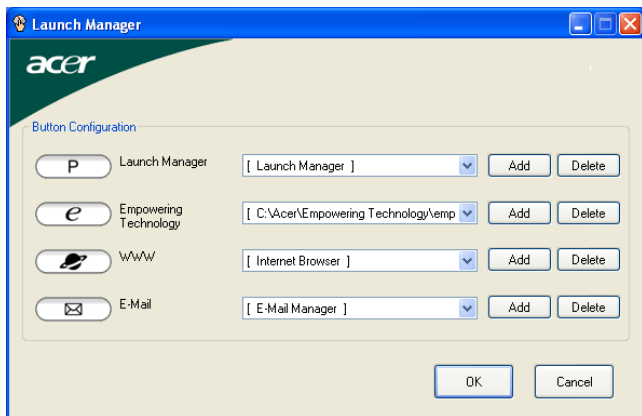 Launch Manager
acer
Button Configuration
P Launch Manager [ Launch Manager ] Add Delete
e Empowering Technology [ C:\Acer\Empowering Technology\emp Add Delete
WWW [ Internet Browser ] Add Delete
E-Mail [ E-Mail Manager ] Add Delete
OK Cancel